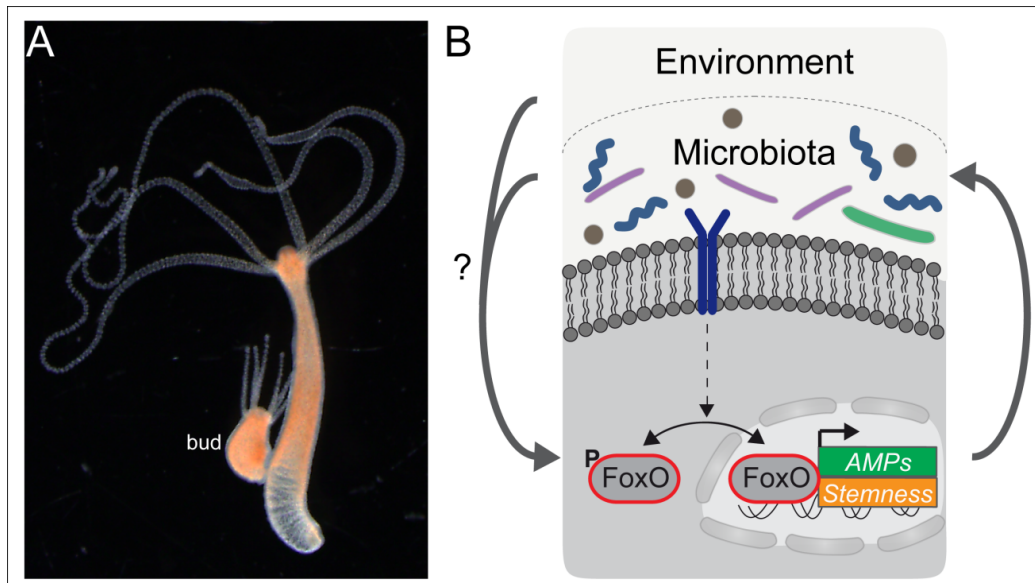 A
bud
B
Environment
Microbiota
?
P
FoxO
FoxO
AMPs
Stemness